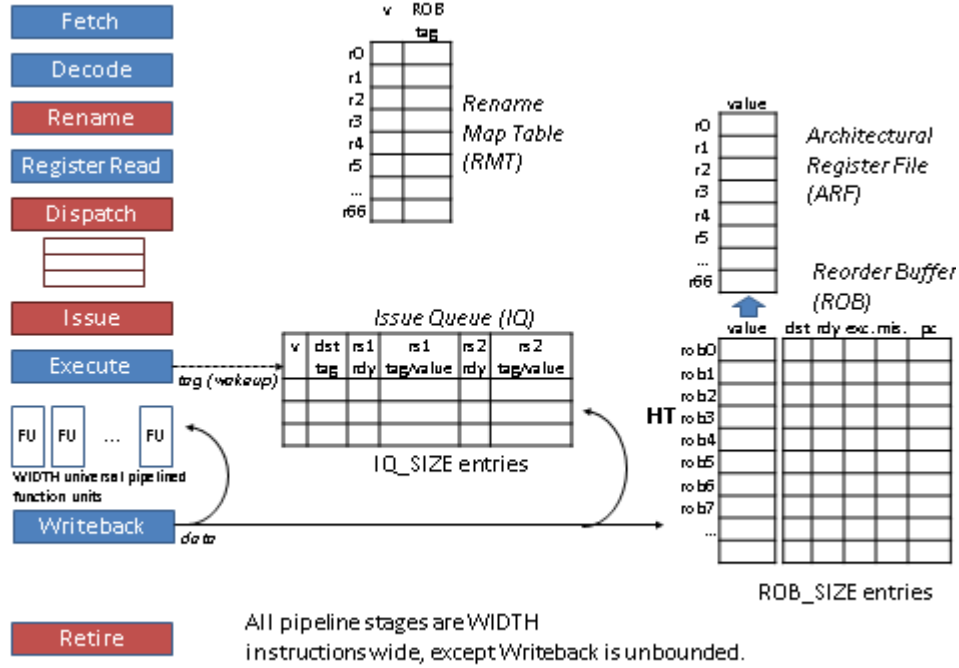 Fetch
Decode
Rename
Register Read
Dispatch
Issue
Execute
FU FU ... FU
WIDTH universal pipelined
function units
Writeback
Retire
v ROB
tag
r0
r1
r2
r3
r4
r5
...
r66
Rename
Map Table
(RMT)
value
r0
r1
r2
r3
r4
r5
...
r66
Architectural
Register File
(ARF)
Reorder Buffer
(ROB)
Issue Queue (IQ)
v dst rs1 rs1 rs2 rs2
tag rdy tag/value rdy tag/value
tag (wakeup)
IQ_SIZE entries
data
value dst rdy exc. mis. pc
rob0
rob1
rob2
HT rob3
rob4
rob5
rob6
rob7
...
ROB_SIZE entries
All pipeline stages are WIDTH
instructions wide, except Writeback is unbounded.